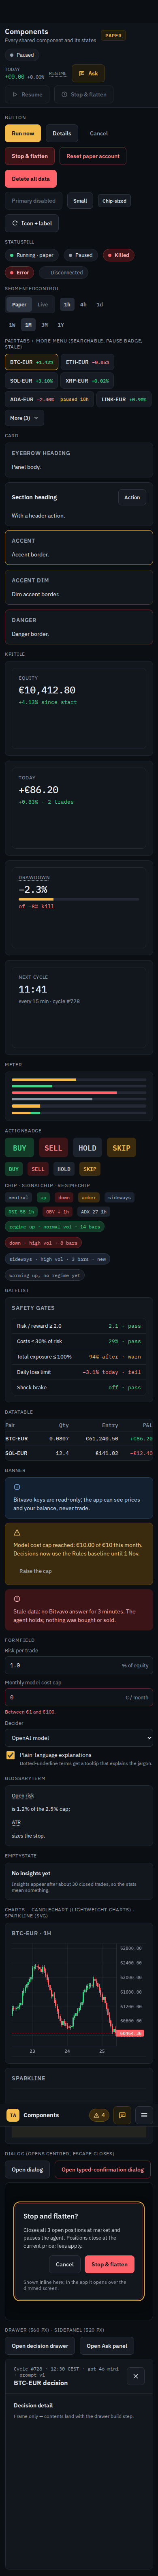 Components PAPER
Every shared component and its states
Paused
TODAY
+€0.00 +0.00% REGIME Ask
Resume Stop & flatten
BUTTON
Run now Details Cancel
Stop & flatten Reset paper account
Delete all data
Primary disabled Small Chip-sized
Icon + label
STATUSPILL
Running · paper Paused Killed
Error Disconnected
SEGMENTEDCONTROL
Paper Live 1h 4h 1d
1W 1M 3M 1Y
PAIRTABS + MORE MENU (SEARCHABLE, PAUSE BADGE,
STALE)
BTC-EUR +1.42% ETH-EUR −0.85%
SOL-EUR +3.10% XRP-EUR +0.02%
ADA-EUR −2.40% paused 18h LINK-EUR +0.90%
More (3)
CARD
EYEBROW HEADING
Panel body.
Section heading Action
With a header action.
ACCENT
Accent border.
ACCENT DIM
Dim accent border.
DANGER
Danger border.
KPITILE
EQUITY
€10,412.80
+4.13% since start
TODAY
+€86.20
+0.83% · 2 trades
DRAWDOWN
−2.3%
of −8% kill
NEXT CYCLE
11:41
every 15 min · cycle #728
METER
ACTIONBADGE
BUY SELL HOLD SKIP
BUY SELL HOLD SKIP
CHIP · SIGNALCHIP · REGIMECHIP
neutral up down amber sideways
RSI 58 1h OBV ↓ 1h ADX 27 1h
regime up · normal vol · 14 bars
down · high vol · 6 bars
sideways · high vol · 3 bars · new
warming up, no regime yet
GATELIST
SAFETY GATES
Risk / reward ≥ 2.0 2.1 · pass
Costs ≤ 30% of risk 29% · pass
Total exposure ≤ 100% 94% after · warn
Daily loss limit −3.1% today · fail
Shock brake off · pass
DATATABLE
Pair Qty Entry P&L
BTC-EUR 0.0887 €61,240.50 +€86.20
SOL-EUR 12.4 €141.02 −€12.40
BANNER
Bitvavo keys are read-only; the app can see prices
and your balance, never trade.
Model cost cap reached: €10.00 of €10 this month.
Decisions now use the Rules baseline until 1 Nov.
Raise the cap
Stale data: no Bitvavo answer for 3 minutes. The
agent holds; nothing was bought or sold.
FORMFIELD
Risk per trade
1.0 % of equity
Monthly model cost cap
0 € / month
Between €1 and €100.
Decider
OpenAI model
Plain-language explanations
Dotted-underline terms get a tooltip that explains the jargon.
GLOSSARYTERM
Open risk
is 1.2% of the 2.5% cap;
ATR
sizes the stop.
EMPTYSTATE
No insights yet
Insights appear after about 30 closed trades, so the stats
mean something.
CHARTS — CANDLECHART (LIGHTWEIGHT-CHARTS) ·
SPARKLINE (SVG)
BTC-EUR · 1H
62800.00
62400.00
62000.00
61600.00
61200.00
60800.00
23 24 25
SPARKLINE
TA Components 4
DIALOG (OPENS CENTRED; ESCAPE CLOSES)
Open dialog Open typed-confirmation dialog
Stop and flatten?
Closes all 3 open positions at market and
pauses the agent. Positions close at the
current price; fees apply.
Cancel Stop & flatten
Shown inline here; in the app it opens over the
dimmed screen.
DRAWER (560 PX) · SIDEPANEL (520 PX)
Open decision drawer Open Ask panel
Cycle #728 · 12:30 CEST · gpt-4o-mini
· prompt v1
BTC-EUR decision
Decision detail
Frame only — contents land with the drawer build step.